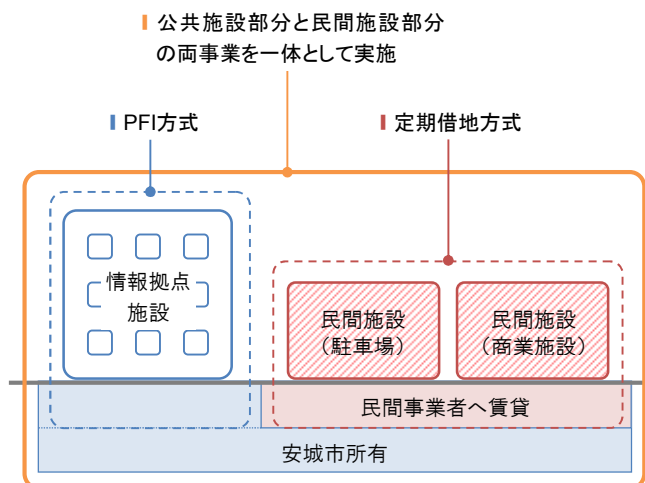 公共施設部分と民間施設部分
の両事業を一体として実施
PFI方式
定期借地方式
情報拠点
施設
民間施設
（駐車場）
民間施設
（商業施設）
民間事業者へ賃貸
安城市所有